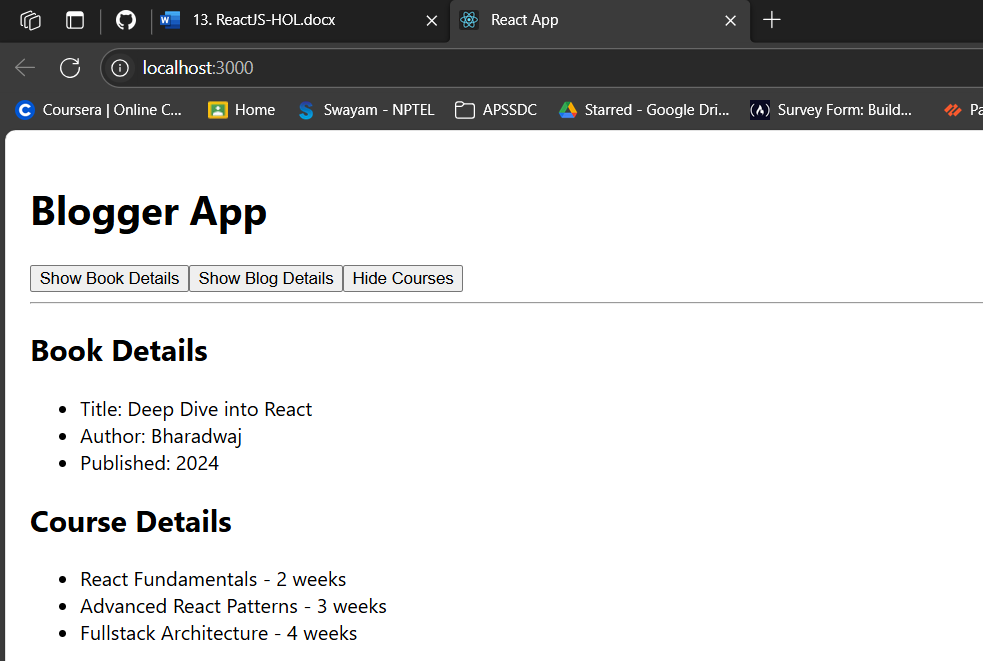 13. ReactJS-HOL.docx React App
localhost:3000
Coursera | Online C... Home Swayam - NPTEL APSSDC Starred - Google Dri... Survey Form: Build... Pa
Blogger App
Show Book Details Show Blog Details Hide Courses
Book Details
Title: Deep Dive into React
Author: Bharadwaj
Published: 2024
Course Details
React Fundamentals - 2 weeks
Advanced React Patterns - 3 weeks
Fullstack Architecture - 4 weeks